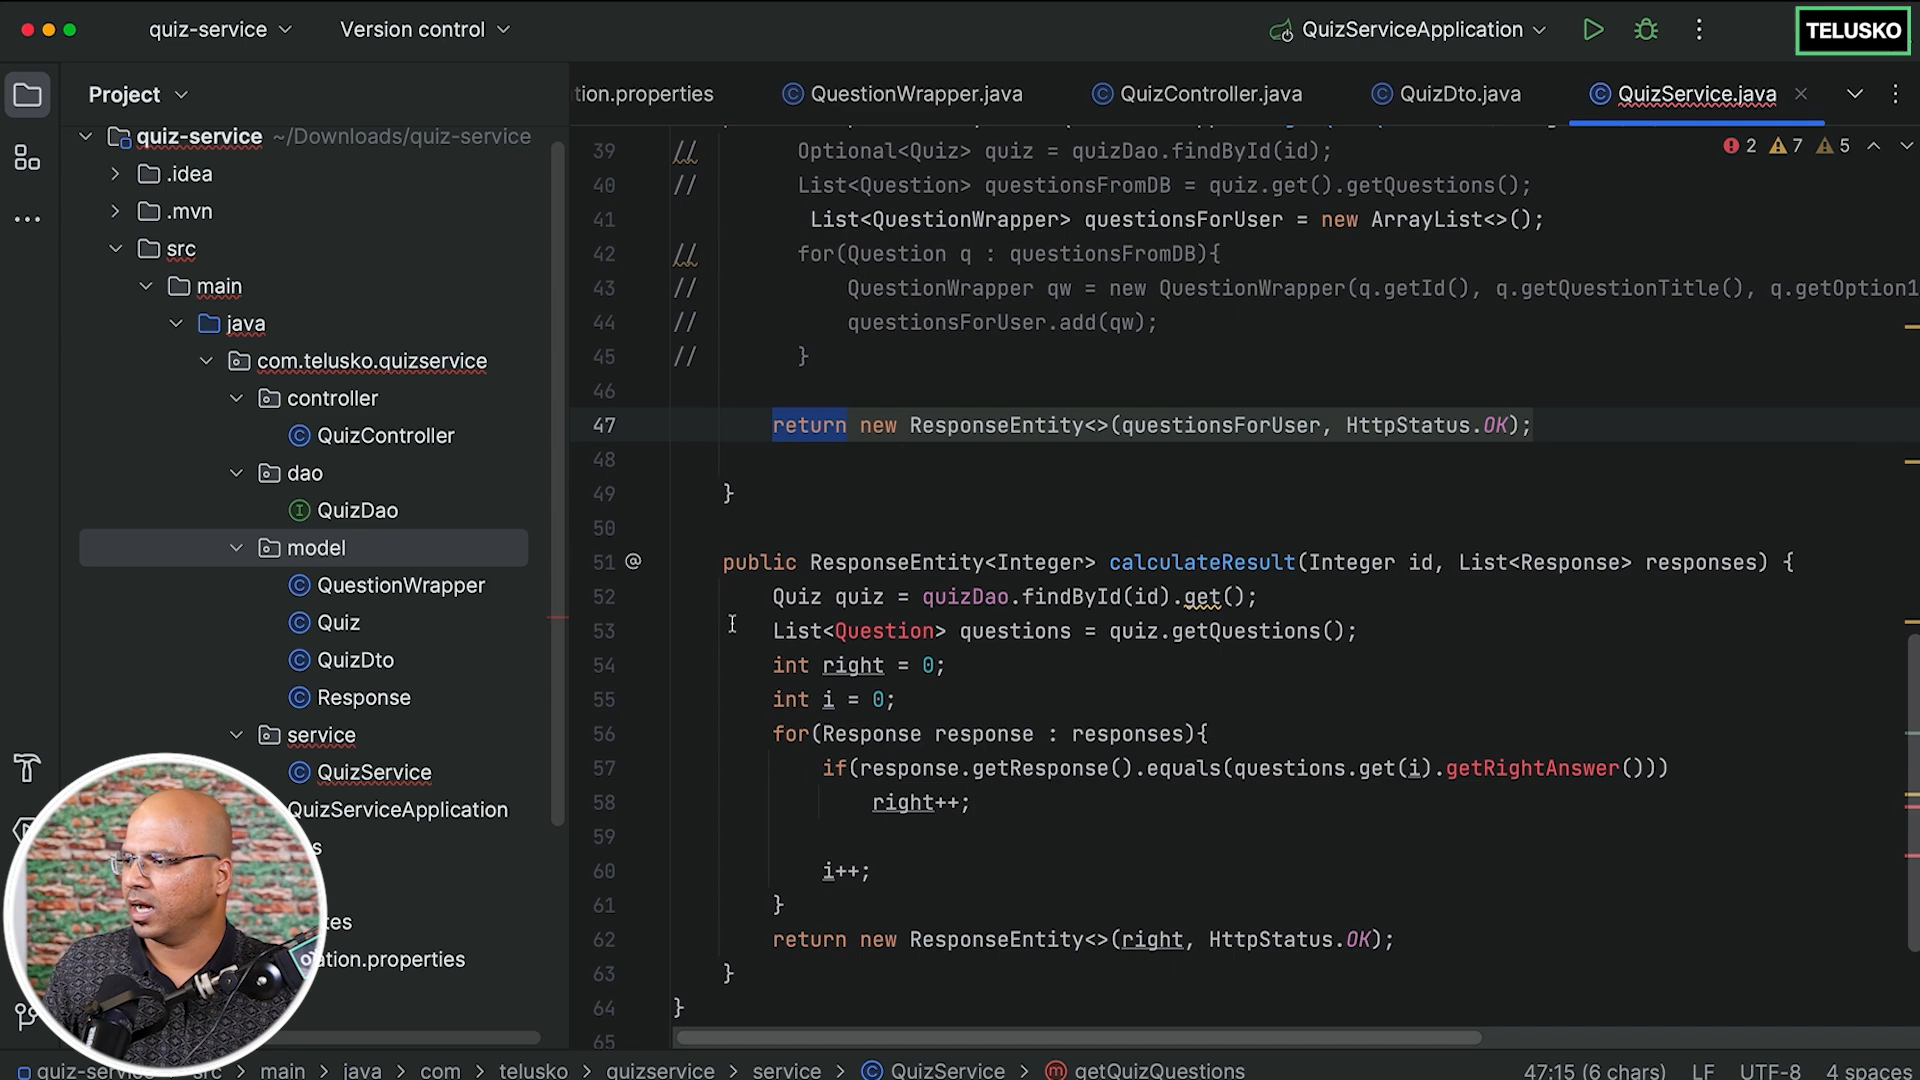 quiz-service
Version control
QuizServiceApplication
TELUSKO
Project
tion.properties
QuestionWrapper.java
QuizController.java
QuizDto.java
QuizService.java
quiz-service ~/Downloads/quiz-service
.idea
.mvn
src
main
java
com.telusko.quizservice
controller
QuizController
dao
QuizDao
model
QuestionWrapper
Quiz
QuizDto
Response
service
QuizService
QuizServiceApplication
s
tes
ation.properties
2 7 5
39 // Optional<Quiz> quiz = quizDao.findById(id);
40 // List<Question> questionsFromDB = quiz.get().getQuestions();
41 List<QuestionWrapper> questionsForUser = new ArrayList<>();
42 // for(Question q : questionsFromDB){
43 // QuestionWrapper qw = new QuestionWrapper(q.getId(), q.getQuestionTitle(), q.getOption1
44 // questionsForUser.add(qw);
45 // }
46
47 return new ResponseEntity<>(questionsForUser, HttpStatus.OK);
48
49 }
50
51 @ public ResponseEntity<Integer> calculateResult(Integer id, List<Response> responses) {
52 Quiz quiz = quizDao.findById(id).get();
53 List<Question> questions = quiz.getQuestions();
54 int right = 0;
55 int i = 0;
56 for(Response response : responses){
57 if(response.getResponse().equals(questions.get(i).getRightAnswer()))
58 right++;
59
60 i++;
61 }
62 return new ResponseEntity<>(right, HttpStatus.OK);
63 }
64 }
65
quiz-serv src > main > java > com > telusko > quizservice > service > QuizService > getQuizQuestions
47:15 (6 chars) LF UTF-8 4 spaces